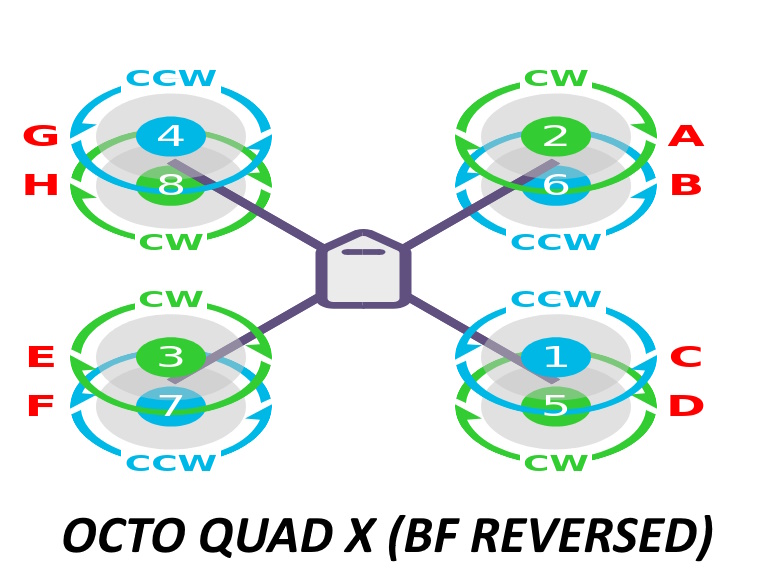 CCW CW
G 4 2 A
H 8 6 B
CW CCW
CW CCW
E 3 1 C
F 7 5 D
CCW CW
OCTO QUAD X (BF REVERSED)